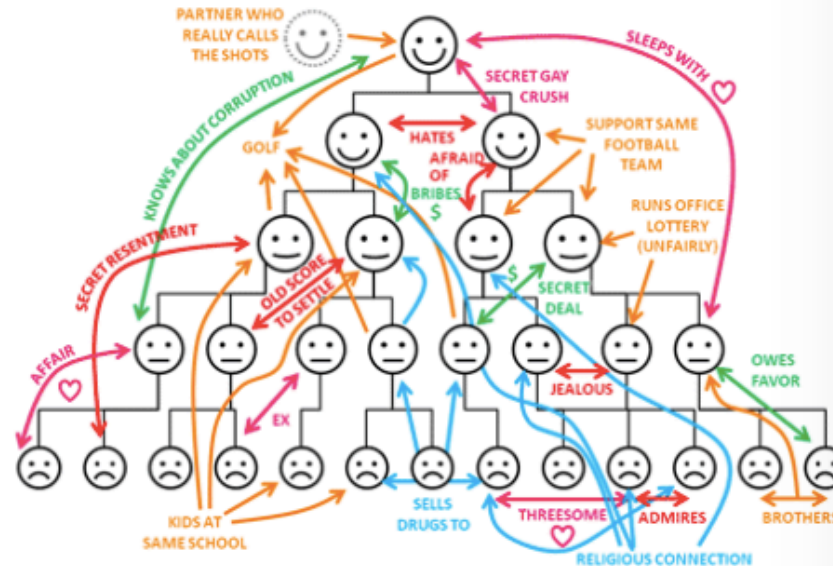 PARTNER WHO
REALLY CALLS
THE SHOTS
SLEEPS WITH
SECRET GAY
CRUSH
KNOWS ABOUT CORRUPTION
HATES
GOLF
AFRAID
OF
BRIBES
$
SUPPORT SAME
FOOTBALL
TEAM
RUNS OFFICE
LOTTERY
(UNFAIRLY)
SECRET RESENTMENT
OLD SCORE
TO SETTLE
$
SECRET
DEAL
AFFAIR
JEALOUS
OWES
FAVOR
EX
SELLS
DRUGS TO
THREESOME
ADMIRES
BROTHERS
KIDS AT
SAME SCHOOL
RELIGIOUS CONNECTION